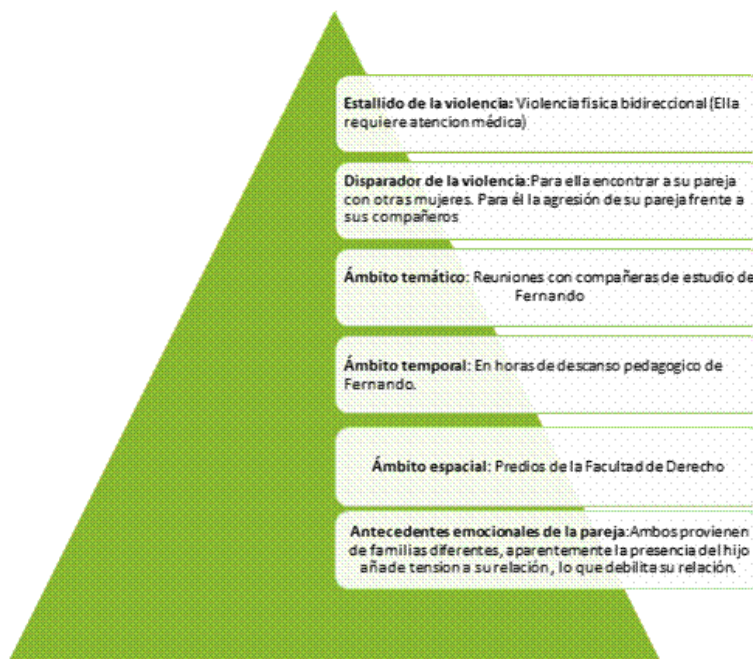 Estallido de la violencia: Violencia fisica bidireccional (Ella
requiere atencion médica)
Disparador de la violencia:Para ella encontrar a su pareja
con otras mujeres. Para él la agresión de su pareja frente a
sus compañeros
Ámbito temático: Reuniones con compañeras de estudio de
Fernando
Ámbito temporal: En horas de descanso pedagogico de
Fernando.
Ámbito espacial: Predios de la Facultad de Derecho
Antecedentes emocionales de la pareja:Ambos provienen
de familias diferentes, aparentemente la presencia del hijo
añade tension a su relación, lo que debilita su relación.